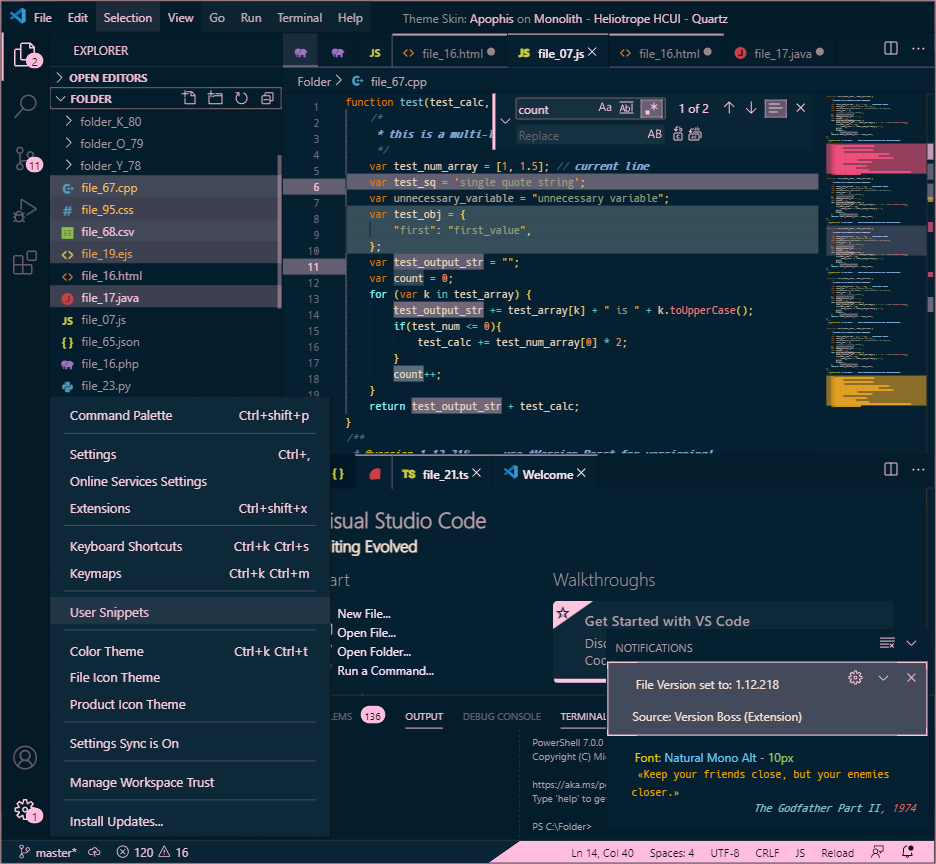 File Edit Selection View Go Run Terminal Help Theme Skin: Apophis on Monolith - Heliotrope HCUI - Quartz
2
11
1
EXPLORER
OPEN EDITORS
FOLDER
folder_K_80
folder_O_79
folder_Y_78
file_67.cpp
file_95.css
file_68.csv
file_19.ejs
file_16.html
file_17.java
file_07.js
file_65.json
file_16.php
file_23.py
JS file_16.html JS file_07.js file_16.html file_17.java
Folder > file_67.cpp
count Aa Abl .* 1 of 2
Replace AB
1 function test(test_calc,
2 /*
3 * this is a multi-l
4 */
5 var test_num_array = [1, 1.5]; // current line
6 var test_sq = 'single quote string';
7 var unnecessary_variable = "unnecessary variable";
8 var test_obj = {
9 "first": "first_value",
10 };
11 var test_output_str = "";
12 var count = 0;
13 for (var k in test_array) {
14 test_output_str += test_array[k] + " is " + k.toUpperCase();
15 if(test_num <= 0){
16 test_calc += test_num_array[0] * 2;
17 }
18 count++;
19 }
return test_output_str + test_calc;
}
/**
Command Palette Ctrl+shift+p
Settings Ctrl+,
Online Services Settings
Extensions Ctrl+shift+x
Keyboard Shortcuts Ctrl+k Ctrl+s
Keymaps Ctrl+k Ctrl+m
User Snippets
Color Theme Ctrl+k Ctrl+t
File Icon Theme
Product Icon Theme
Settings Sync is On
Manage Workspace Trust
Install Updates...
{} TS file_21.ts Welcome
isual Studio Code
iting Evolved
art
New File...
Open File...
Open Folder...
Run a Command...
Walkthroughs
Get Started with VS Code
Disc
Coc
NOTIFICATIONS
File Version set to: 1.12.218
Source: Version Boss (Extension)
LEMS 136 OUTPUT DEBUG CONSOLE TERMINAL
PowerShell 7.0.0
Copyright (C) Mi
https://aka.ms/p
Type 'help' to ge
PS C:\Folder>
Font: Natural Mono Alt - 10px
«Keep your friends close, but your enemies
closer.»
The Godfather Part II, 1974
master* 120 16 Ln 14, Col 40 Spaces: 4 UTF-8 CRLF JS Reload